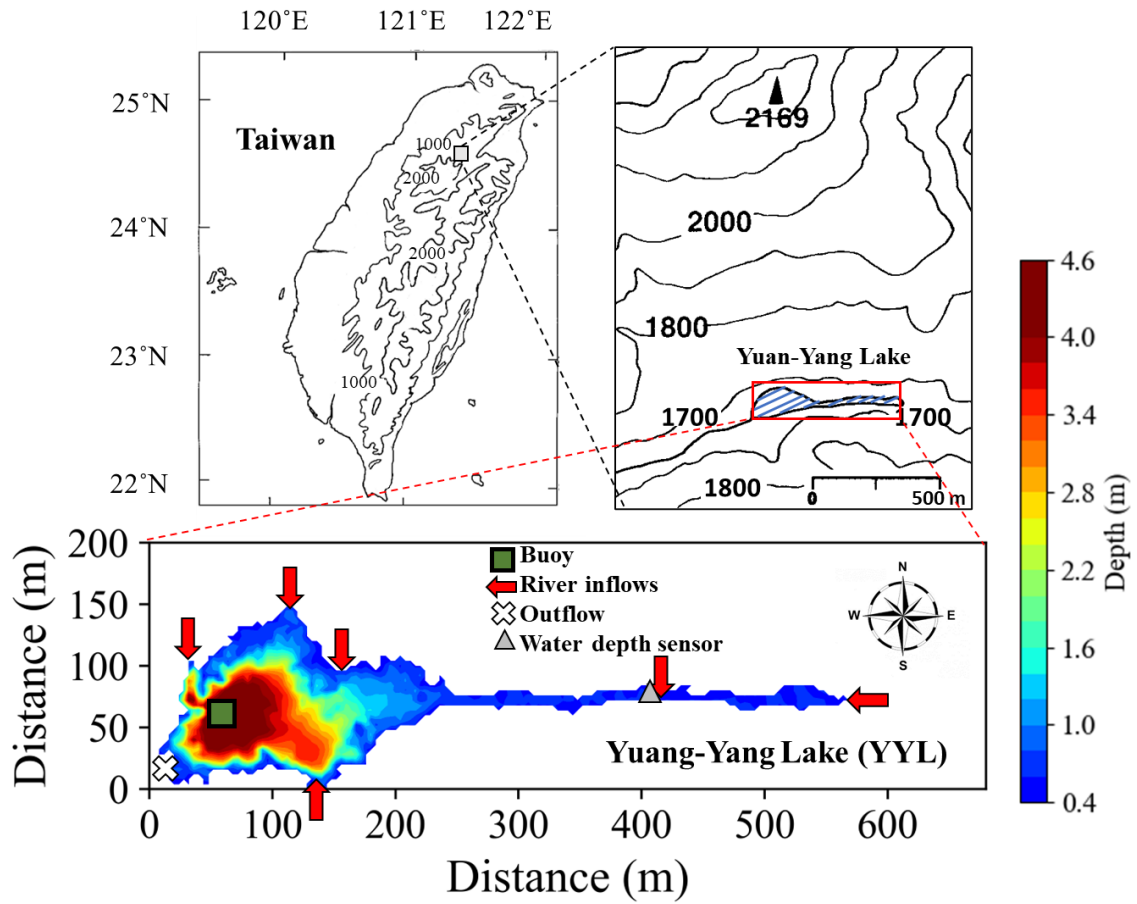 120°E 121°E 122°E
25°N
24°N
23°N
22°N
Taiwan
1000
2000
2000
1000
2169
2000
1800
Yuan-Yang Lake
1700
1700
1800
0 500 m
4.6
4.0
3.4
2.8
2.2
1.6
1.0
0.4
Depth (m)
200
150
100
50
0
Distance (m)
Buoy
River inflows
Outflow
Water depth sensor
N
W E
S
Yuang-Yang Lake (YYL)
0 100 200 300 400 500 600
Distance (m)